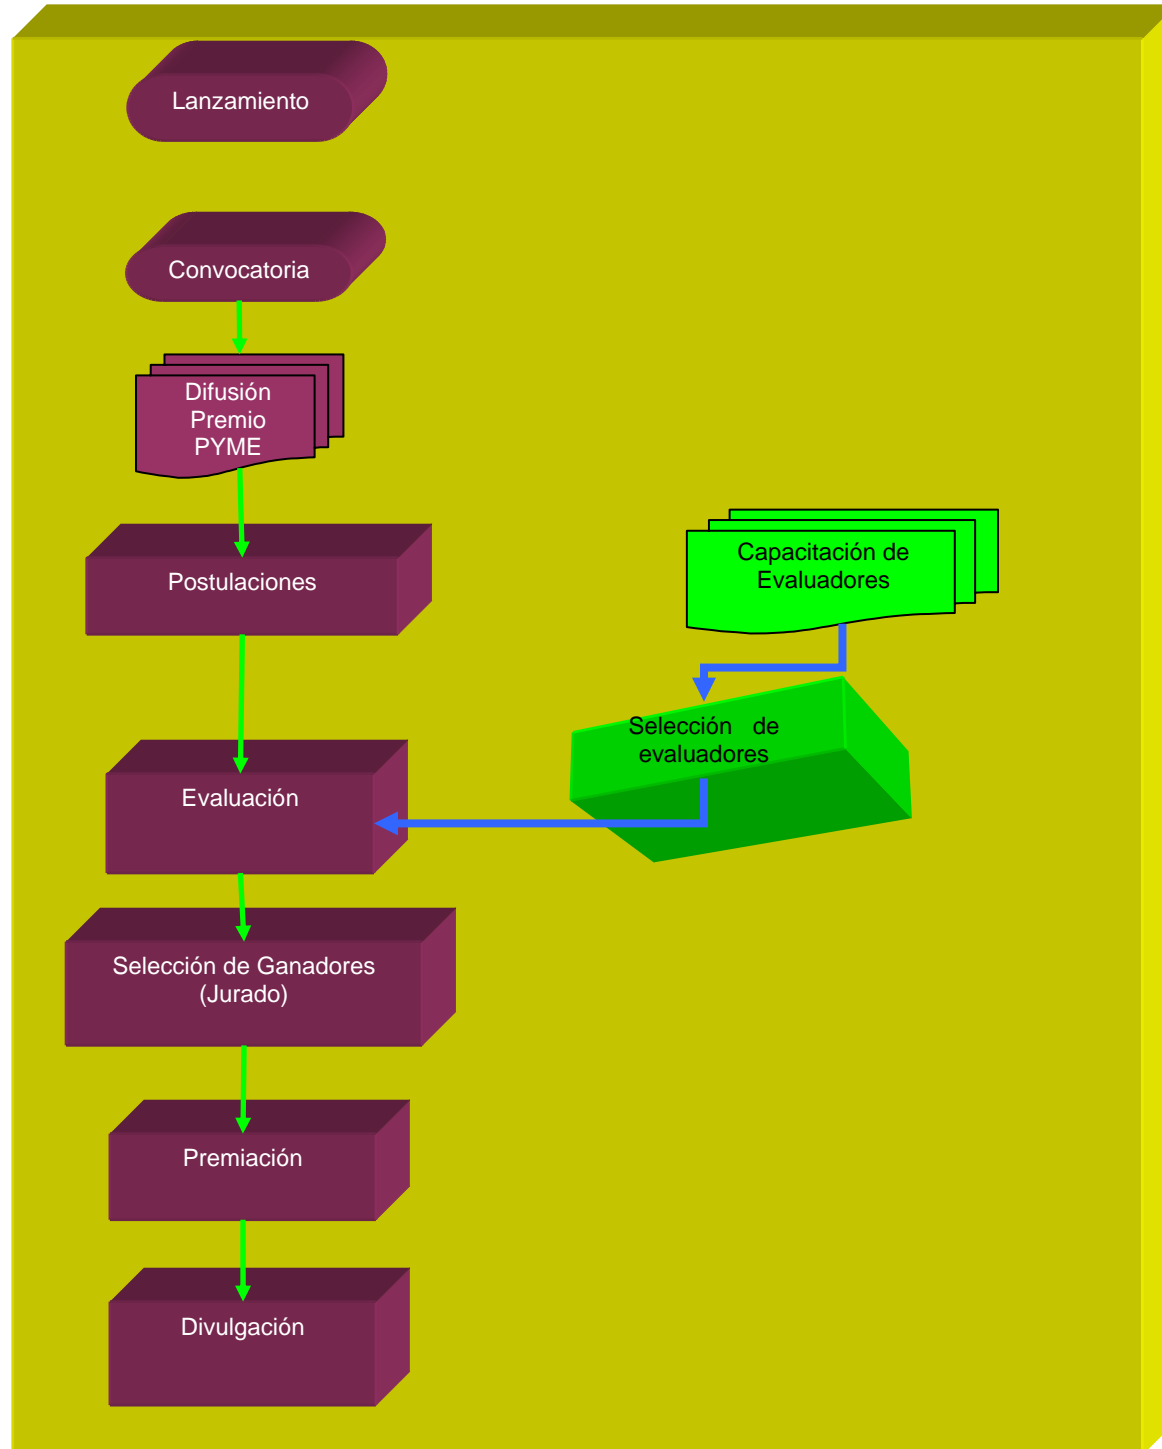 Lanzamiento
Convocatoria
Difusión
Premio
PYME
Postulaciones
Capacitación de
Evaluadores
Selección de
evaluadores
Evaluación
Selección de Ganadores
(Jurado)
Premiación
Divulgación